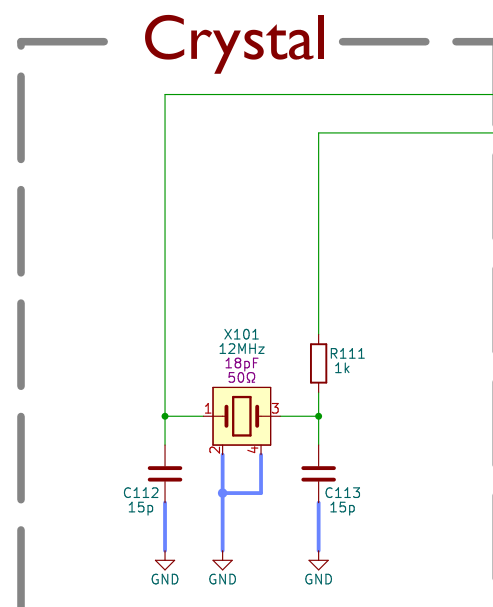 Crystal
X101
12MHz
18pF
50Ω
R111
1k
1
3
2
4
C112
15p
C113
15p
GND
GND
GND